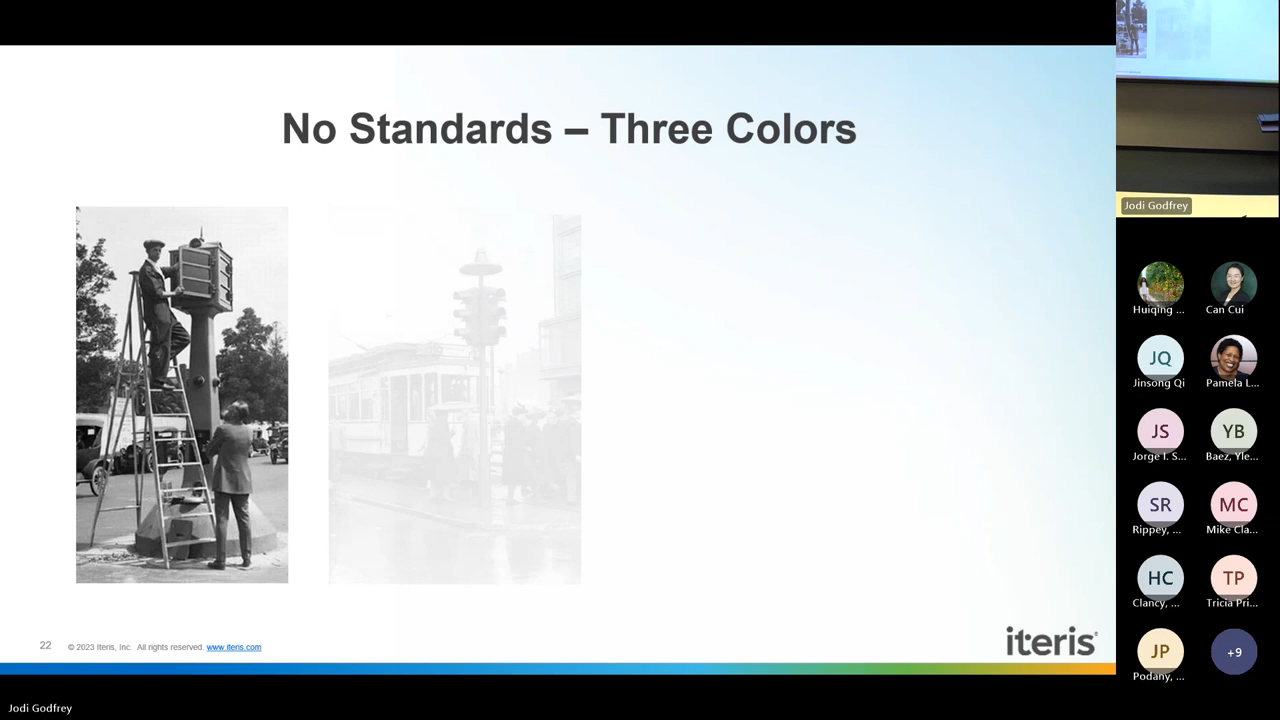 No Standards – Three Colors
22
© 2023 Iteris, Inc. All rights reserved. www.iteris.com
iteris
Jodi Godfrey
Huiqing ...
Can Cui
JQ
Jinsong Qi
Pamela L...
JS
Jorge I. S...
YB
Baez, Yle...
SR
Rippey, ...
MC
Mike Cla...
HC
Clancy, ...
TP
Tricia Pri...
JP
Podany, ...
+9
Jodi Godfrey